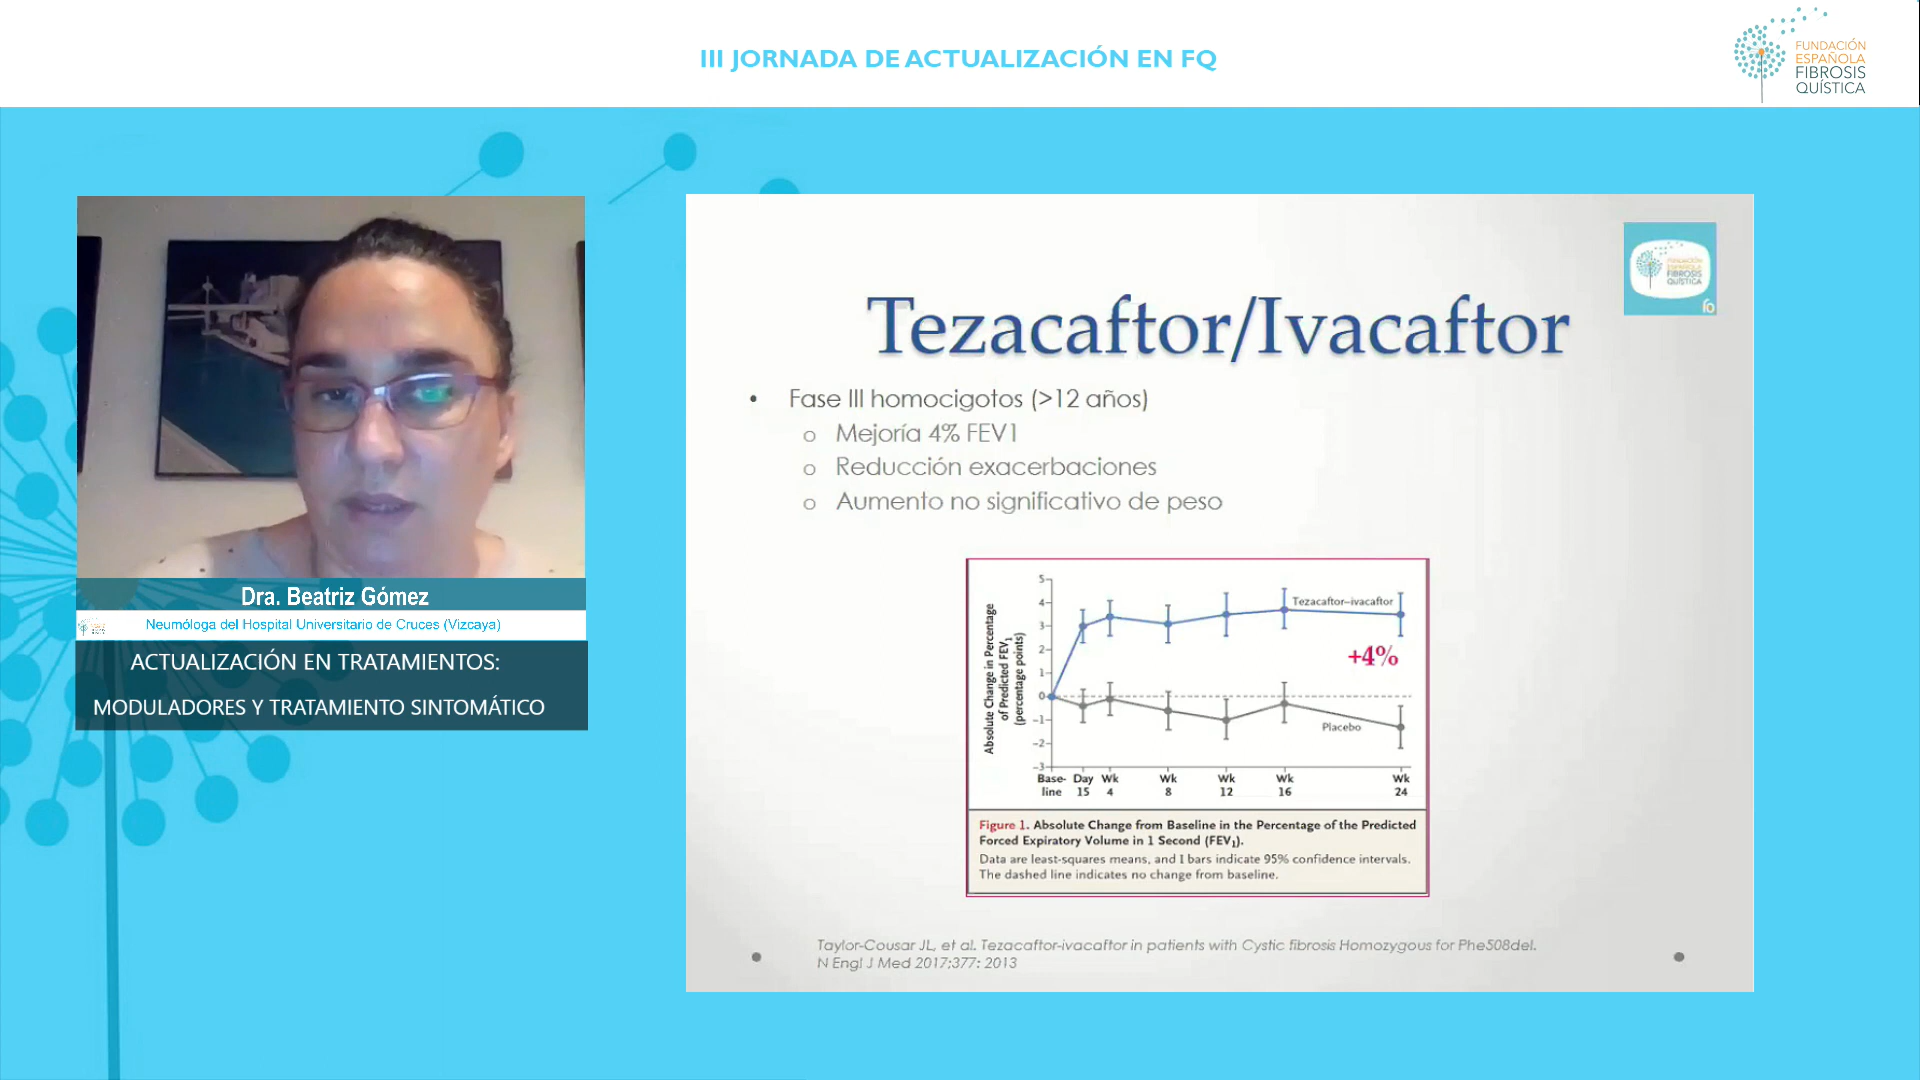 III JORNADA DE ACTUALIZACIÓN EN FQ
FUNDACIÓN
ESPAÑOLA
FIBROSIS
QUÍSTICA
Dra. Beatriz Gómez
Neumóloga del Hospital Universitario de Cruces (Vizcaya)
ACTUALIZACIÓN EN TRATAMIENTOS:
MODULADORES Y TRATAMIENTO SINTOMÁTICO
FUNDACIÓN
ESPAÑOLA
FIBROSIS
QUÍSTICA
fo
Tezacaftor/Ivacaftor
• Fase III homocigotos (>12 años)
o Mejoría 4% FEV1
o Reducción exacerbaciones
o Aumento no significativo de peso
Absolute Change in Percentage
of Predicted FEV1
(percentage points)
5
4
3
2
1
0
−1
−2
−3
Tezacaftor–ivacaftor
+4%
Placebo
Base- Day Wk Wk Wk Wk Wk
line 15 4 8 12 16 24
Figure 1. Absolute Change from Baseline in the Percentage of the Predicted
Forced Expiratory Volume in 1 Second (FEV1).
Data are least-squares means, and I bars indicate 95% confidence intervals.
The dashed line indicates no change from baseline.
Taylor-Cousar JL, et al. Tezacaftor-ivacaftor in patients with Cystic fibrosis Homozygous for Phe508del.
N Engl J Med 2017;377: 2013